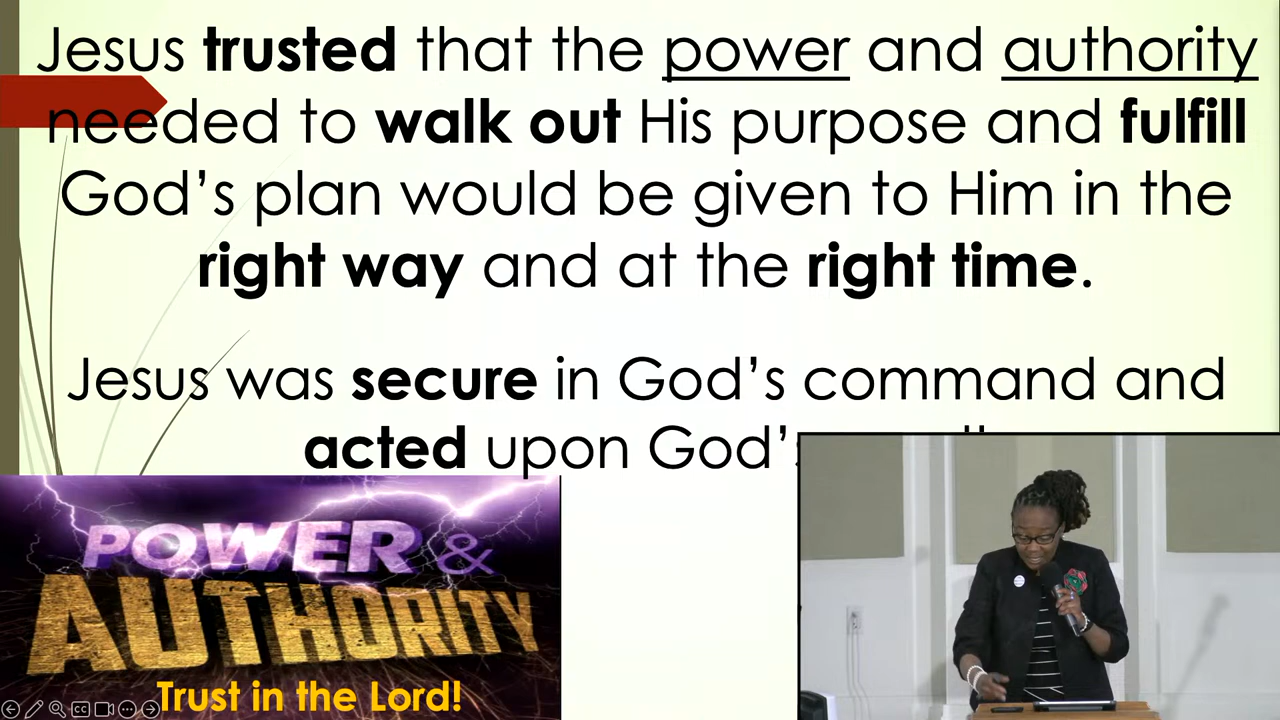 Jesus trusted that the power and authority
needed to walk out His purpose and fulfill
God’s plan would be given to Him in the
right way and at the right time.
Jesus was secure in God’s command and
acted upon God’s
POWER &
AUTHORITY
Trust in the Lord!